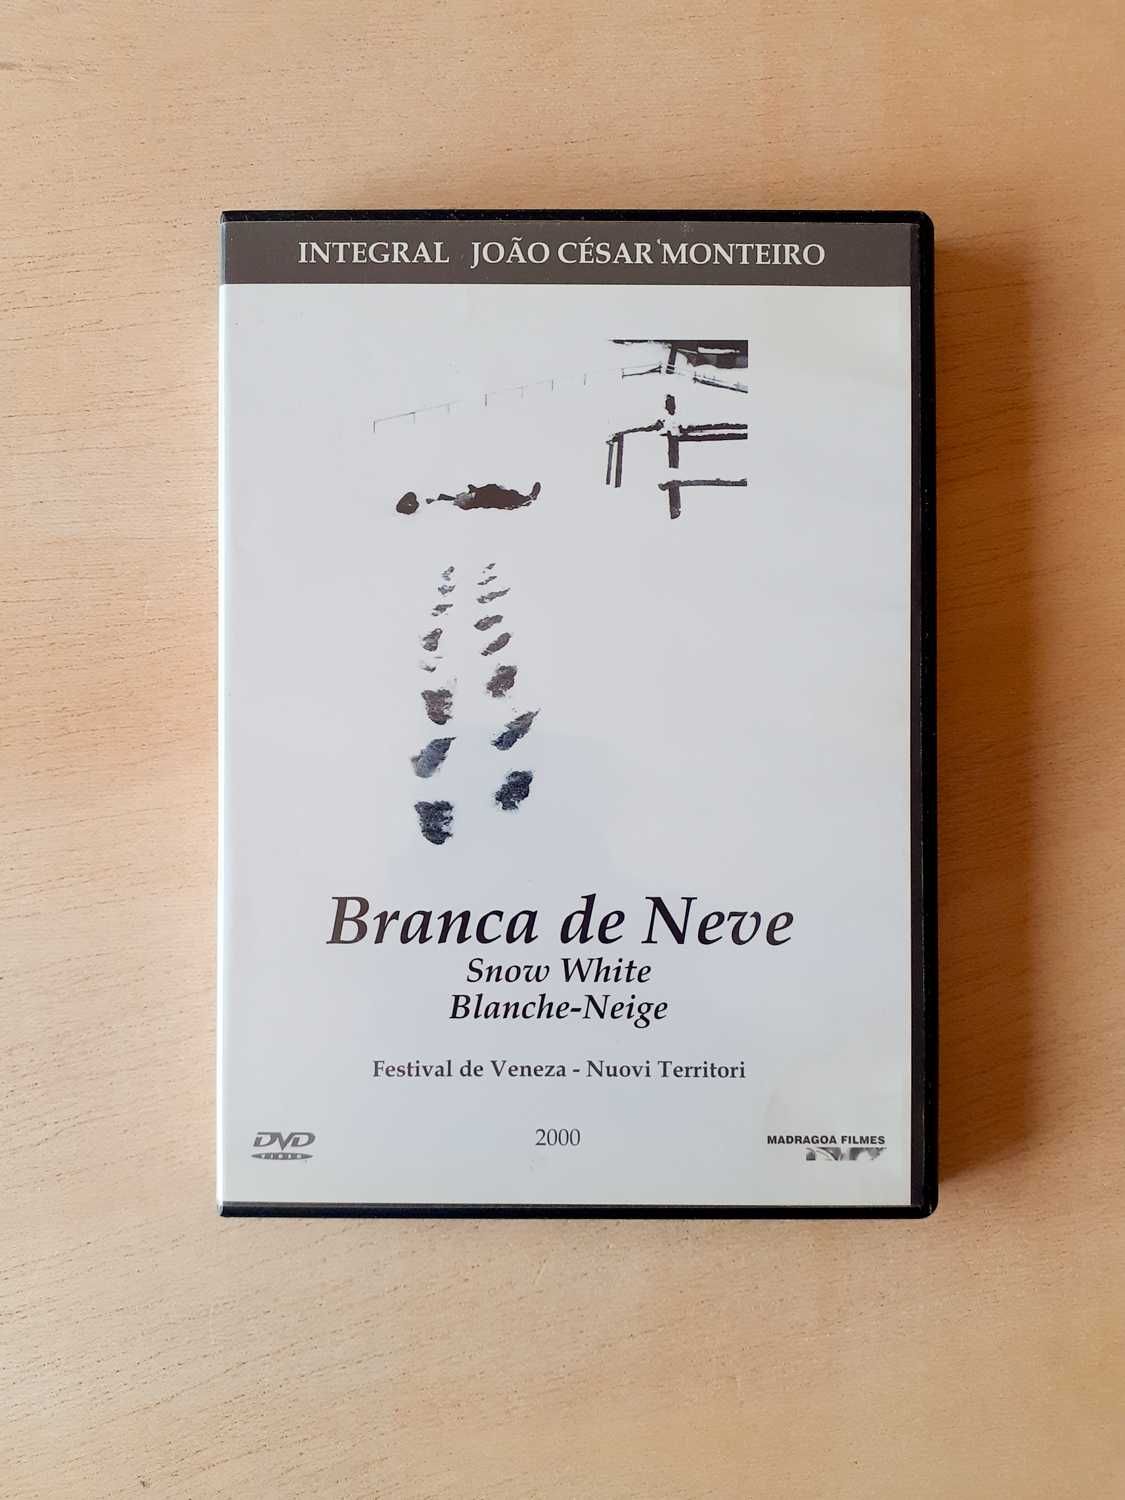 INTEGRAL JOÃO CÉSAR MONTEIRO
Branca de Neve
Snow White
Blanche-Neige
Festival de Veneza - Nuovi Territori
DVD
VIDEO
2000
MADRAGOA FILMES